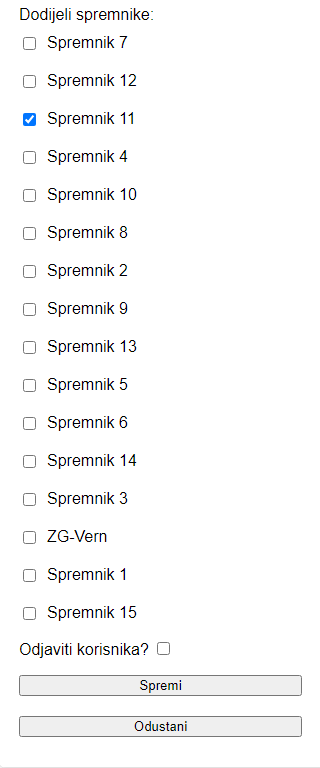 Dodijeli spremnike:
Spremnik 7
Spremnik 12
Spremnik 11
Spremnik 4
Spremnik 10
Spremnik 8
Spremnik 2
Spremnik 9
Spremnik 13
Spremnik 5
Spremnik 6
Spremnik 14
Spremnik 3
ZG-Vern
Spremnik 1
Spremnik 15
Odjaviti korisnika?
Spremi
Odustani